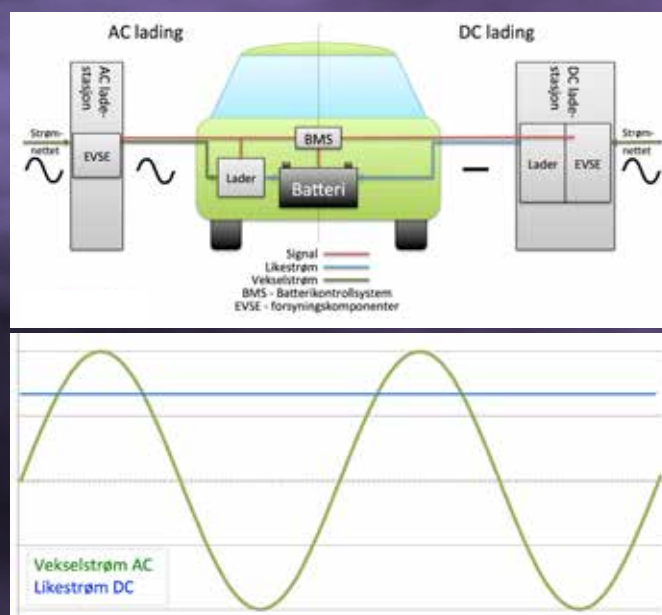 AC lading
DC lading
AC lade-
stasjon
DC lade-
stasjon
Strøm-
nettet
EVSE
Lader
BMS
Batteri
Lader
EVSE
Strøm-
nettet
Signal
Likestrøm
Vekselstrøm
BMS - Batterikontrollsystem
EVSE - forsyningskomponenter
Vekselstrøm AC
Likestrøm DC